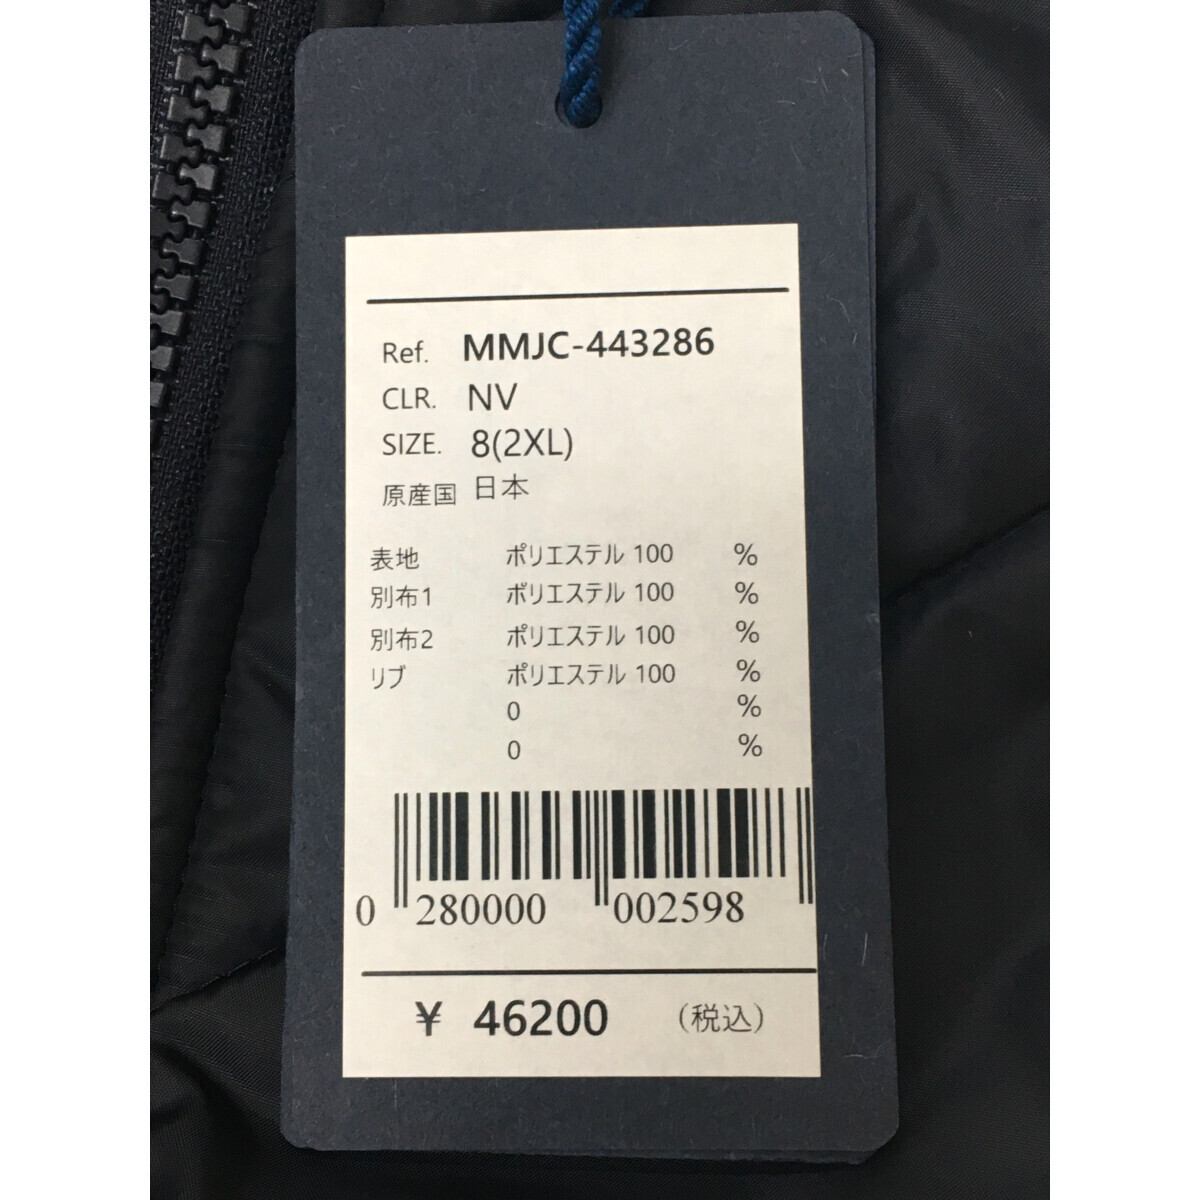 Ref. MMJC-443286
CLR. NV
SIZE. 8(2XL)
原産国 日本
表地 ポリエステル 100 %
別布1 ポリエステル 100 %
別布2 ポリエステル 100 %
リブ ポリエステル 100 %
0 %
0 %
0 280000 002598
¥ 46200 (税込)